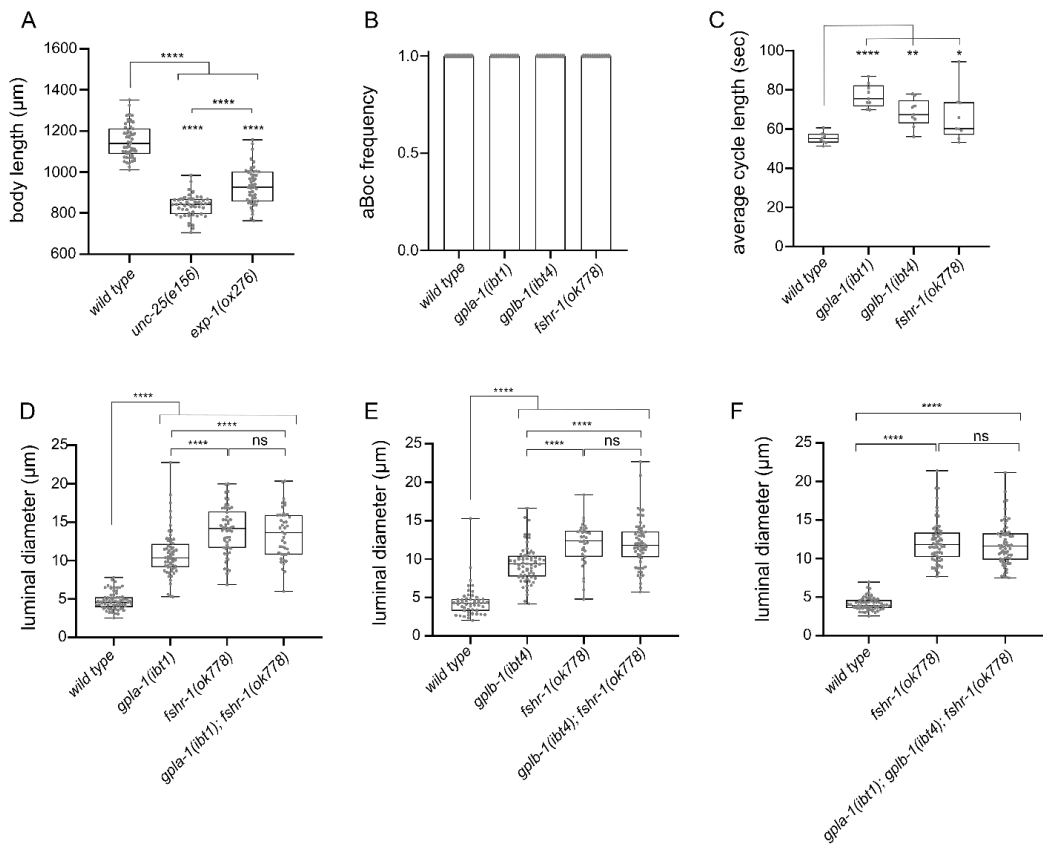 A
body length (µm)
1600
1400
1200
1000
800
600
****
****
****
****
wild type
unc-25(e156)
exp-1(ox276)
B
aBoc frequency
1.0
0.5
0.0
wild type
gpla-1(ibt1)
gplb-1(ibt4)
fshr-1(ok778)
C
average cycle length (sec)
100
80
60
40
20
0
****
**
*
wild type
gpla-1(ibt1)
gplb-1(ibt4)
fshr-1(ok778)
D
luminal diameter (µm)
25
20
15
10
5
0
****
****
****
ns
wild type
gpla-1(ibt1)
fshr-1(ok778)
gpla-1(ibt1); fshr-1(ok778)
E
luminal diameter (µm)
25
20
15
10
5
0
****
****
****
ns
wild type
gplb-1(ibt4)
fshr-1(ok778)
gplb-1(ibt4); fshr-1(ok778)
F
luminal diameter (µm)
25
20
15
10
5
0
****
****
ns
wild type
fshr-1(ok778)
gpla-1(ibt1); gplb-1(ibt4); fshr-1(ok778)